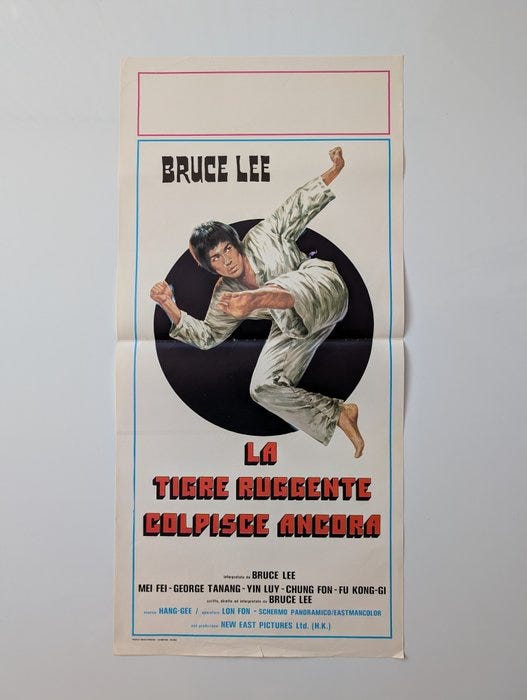 BRUCE LEE
LA
TIGRE RUGGENTE
COLPISCE ANCORA
interpretato da BRUCE LEE
MEI FEI - GEORGE TANANG - YIN LUY - CHUNG FON - FU KONG-GI
scritto, diretto ed interpretato da BRUCE LEE
HANG-GEE / operatore LON FON - SCHERMO PANORAMICO/EASTMANCOLOR
una produzione NEW EAST PICTURES Ltd. (H.K.)